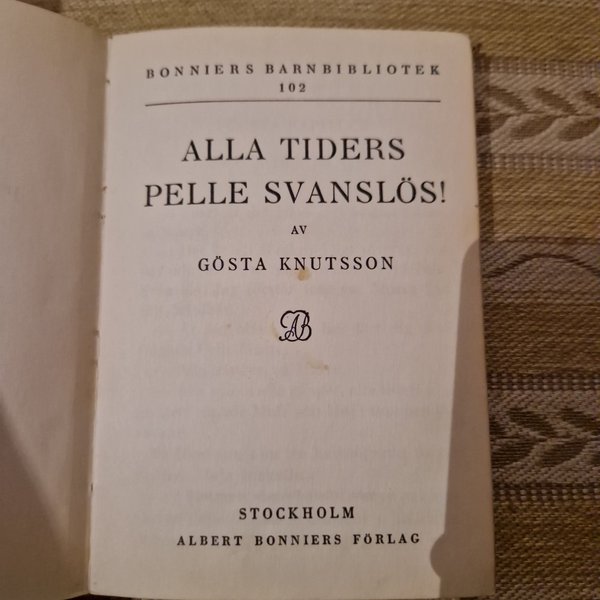 BONNIERS BARNBIBLIOTEK
102
ALLA TIDERS
PELLE SVANSLÖS!
AV
GÖSTA KNUTSSON
AB
STOCKHOLM
ALBERT BONNIERS FÖRLAG